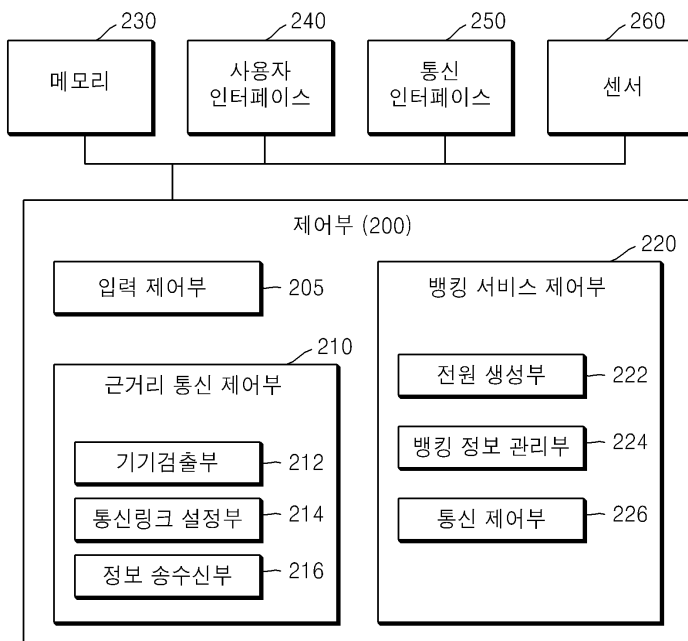 230
메모리
240
사용자
인터페이스
250
통신
인터페이스
260
센서
제어부 (200)
입력 제어부
205
210
근거리 통신 제어부
기기검출부
212
통신링크 설정부
214
정보 송수신부
216
220
뱅킹 서비스 제어부
전원 생성부
222
뱅킹 정보 관리부
224
통신 제어부
226